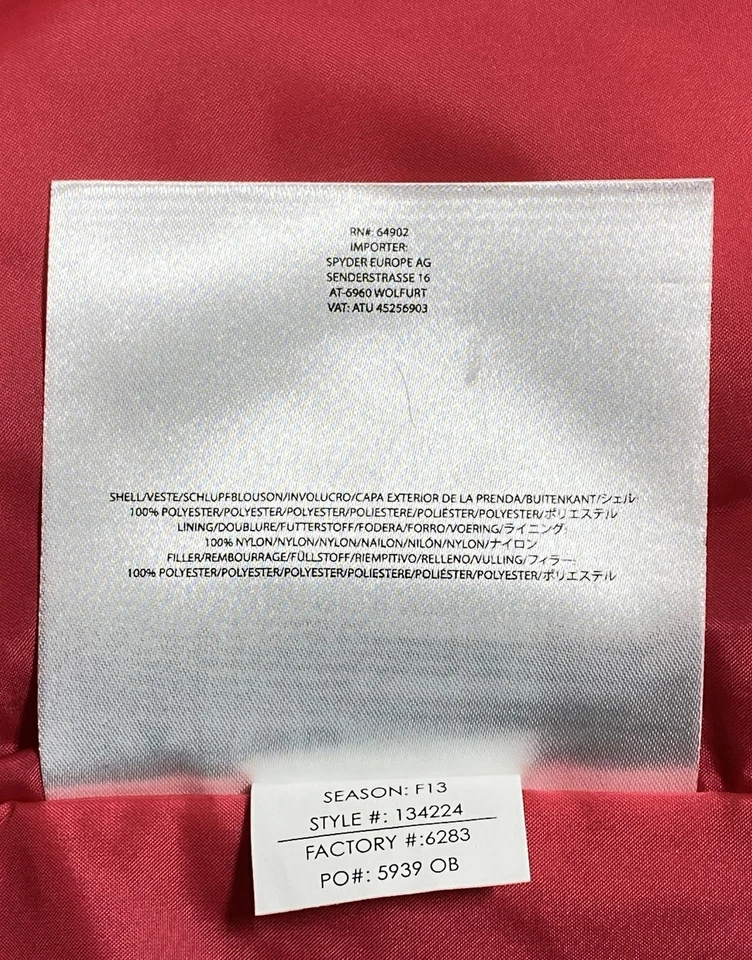 RN#: 64902
IMPORTER:
SPYDER EUROPE AG
SENDERSTRASSE 16
AT-6960 WOLFURT
VAT: ATU 45256903
SHELL/VESTE/SCHLUPFBLOUSON/INVOLUCRO/CAPA EXTERIOR DE LA PRENDA/BUITENKANT/シェル:
100% POLYESTER/POLYESTER/POLYESTER/POLIESTERE/POLIÉSTER/POLYESTER/ポリエステル
LINING/DOUBLURE/FUTTERSTOFF/FODERA/FORRO/VOERING/ライニング:
100% NYLON/NYLON/NYLON/NAILON/NILÓN/NYLON/ナイロン
FILLER/REMBOURRAGE/FÜLLSTOFF/RIEMPITIVO/RELLENO/VULLING/フィラー:
100% POLYESTER/POLYESTER/POLYESTER/POLIESTERE/POLIÉSTER/POLYESTER/ポリエステル
SEASON: F13
STYLE #: 134224
FACTORY #:6283
PO#: 5939 OB